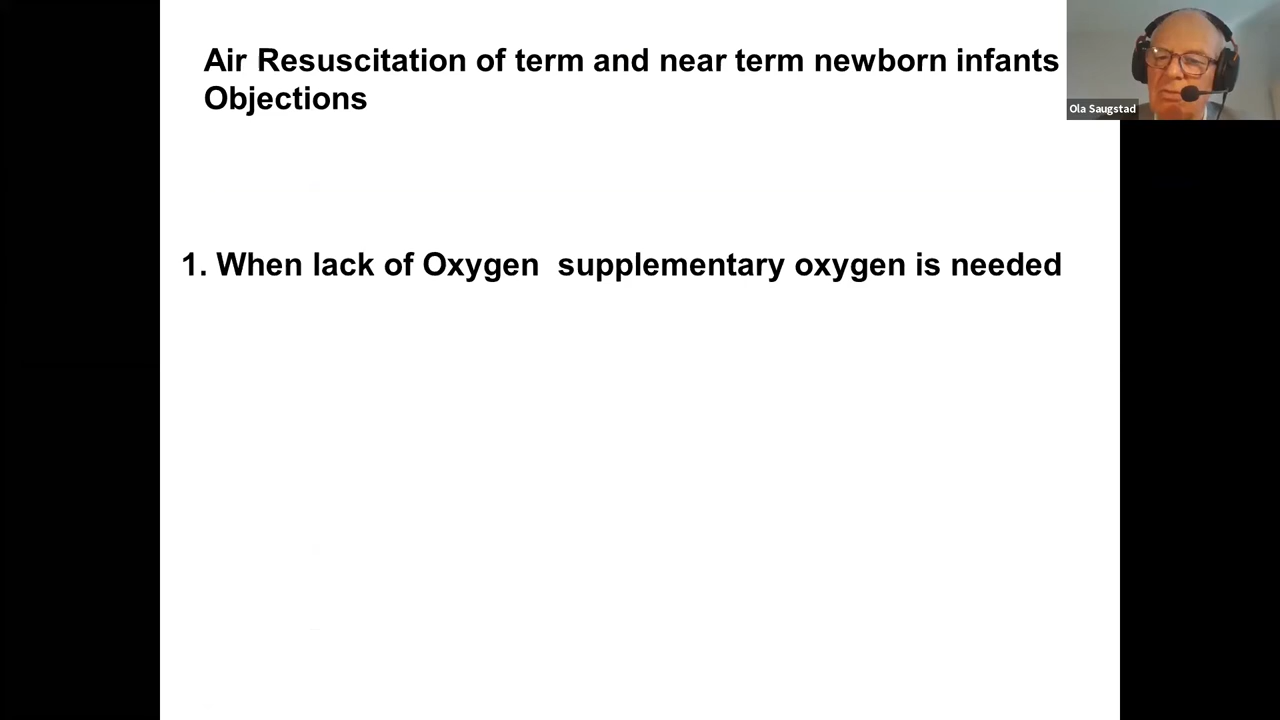 Air Resuscitation of term and near term newborn infants
Objections
Ola Saugstad
1. When lack of Oxygen  supplementary oxygen is needed